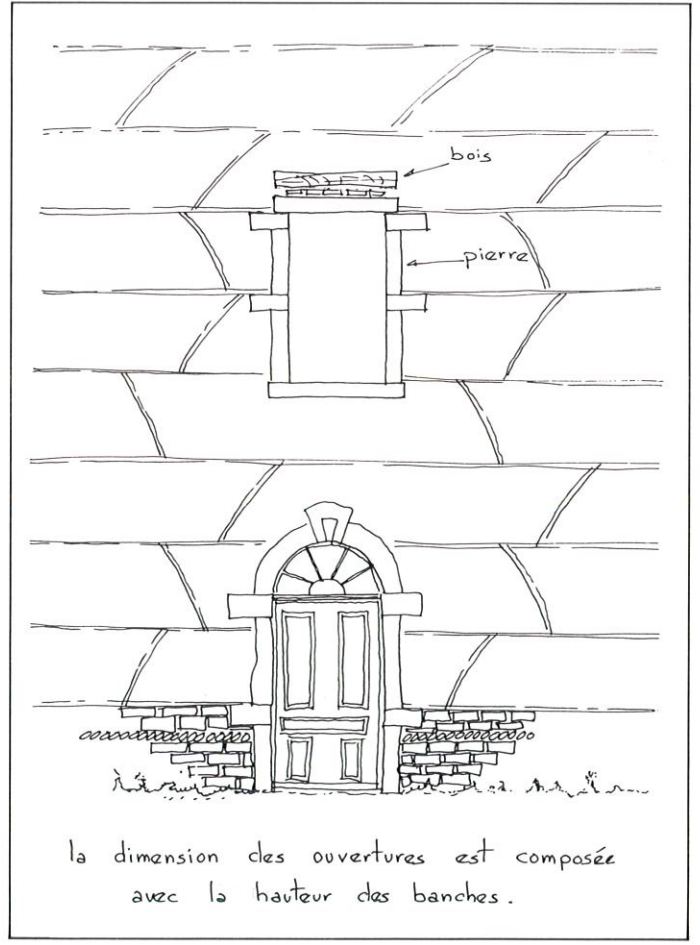 bois
pierre
la dimension des ouvertures est composée
avec la hauteur des banches.